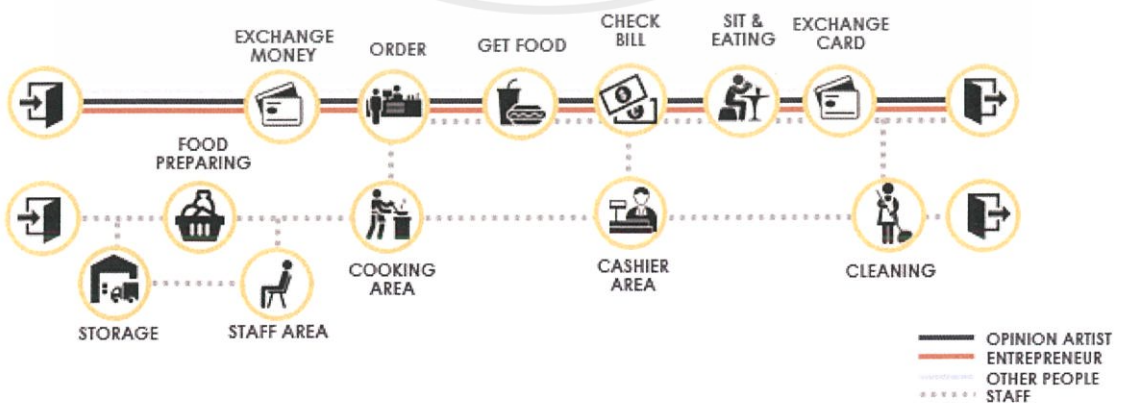 EXCHANGE
MONEY
ORDER
GET FOOD
CHECK
BILL
SIT &
EATING
EXCHANGE
CARD
FOOD
PREPARING
COOKING
AREA
CASHIER
AREA
CLEANING
STORAGE
STAFF AREA
OPINION ARTIST
ENTREPRENEUR
OTHER PEOPLE
STAFF